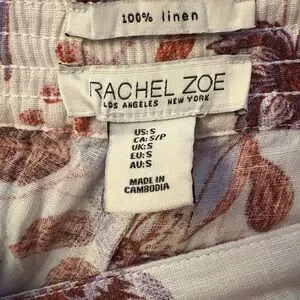 100% linen
RACHEL ZOE
LOS ANGELES NEW YORK
US:S
CA:S/P
UK:S
EU:S
AU:S
MADE IN
CAMBODIA